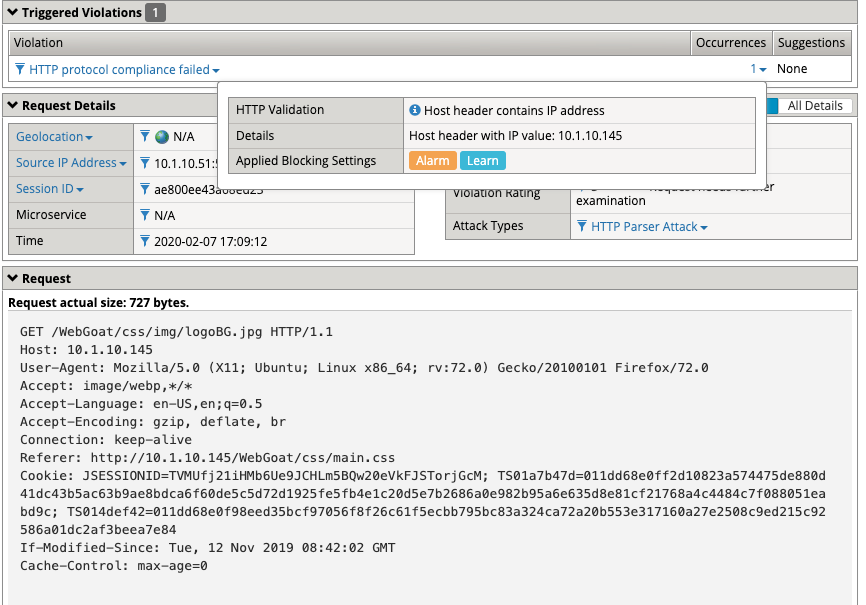 Triggered Violations 1
Violation Occurrences Suggestions
HTTP protocol compliance failed 1 None
HTTP Validation Host header contains IP address
Details Host header with IP value: 10.1.10.145
Applied Blocking Settings Alarm Learn
Request Details All Details
Geolocation N/A
Source IP Address 10.1.10.51:
Session ID
Microservice N/A
Time 2020-02-07 17:09:12
Violation Rating Request needs further
examination
Attack Types HTTP Parser Attack
Request
Request actual size: 727 bytes.
GET /WebGoat/css/img/logoBG.jpg HTTP/1.1
Host: 10.1.10.145
User-Agent: Mozilla/5.0 (X11; Ubuntu; Linux x86_64; rv:72.0) Gecko/20100101 Firefox/72.0
Accept: image/webp,*/*
Accept-Language: en-US,en;q=0.5
Accept-Encoding: gzip, deflate, br
Connection: keep-alive
Referer: http://10.1.10.145/WebGoat/css/main.css
Cookie: JSESSIONID=TVMUfj21iHMb6Ue9JCHLm5BQw20eVkFJSTorjGcM; TS01a7b47d=011dd68e0ff2d10823a574475de880d
41dc43b5ac63b9ae8bdca6f60de5c5d72d1925fe5fb4e1c20d5e7b2686a0e982b95a6e635d8e81cf21768a4c4484c7f088051ea
bd9c; TS014def42=011dd68e0f98eed35bcf97056f8f26c61f5ecbb795bc83a324ca72a20b553e317160a27e2508c9ed215c92
586a01dc2af3beea7e84
If-Modified-Since: Tue, 12 Nov 2019 08:42:02 GMT
Cache-Control: max-age=0